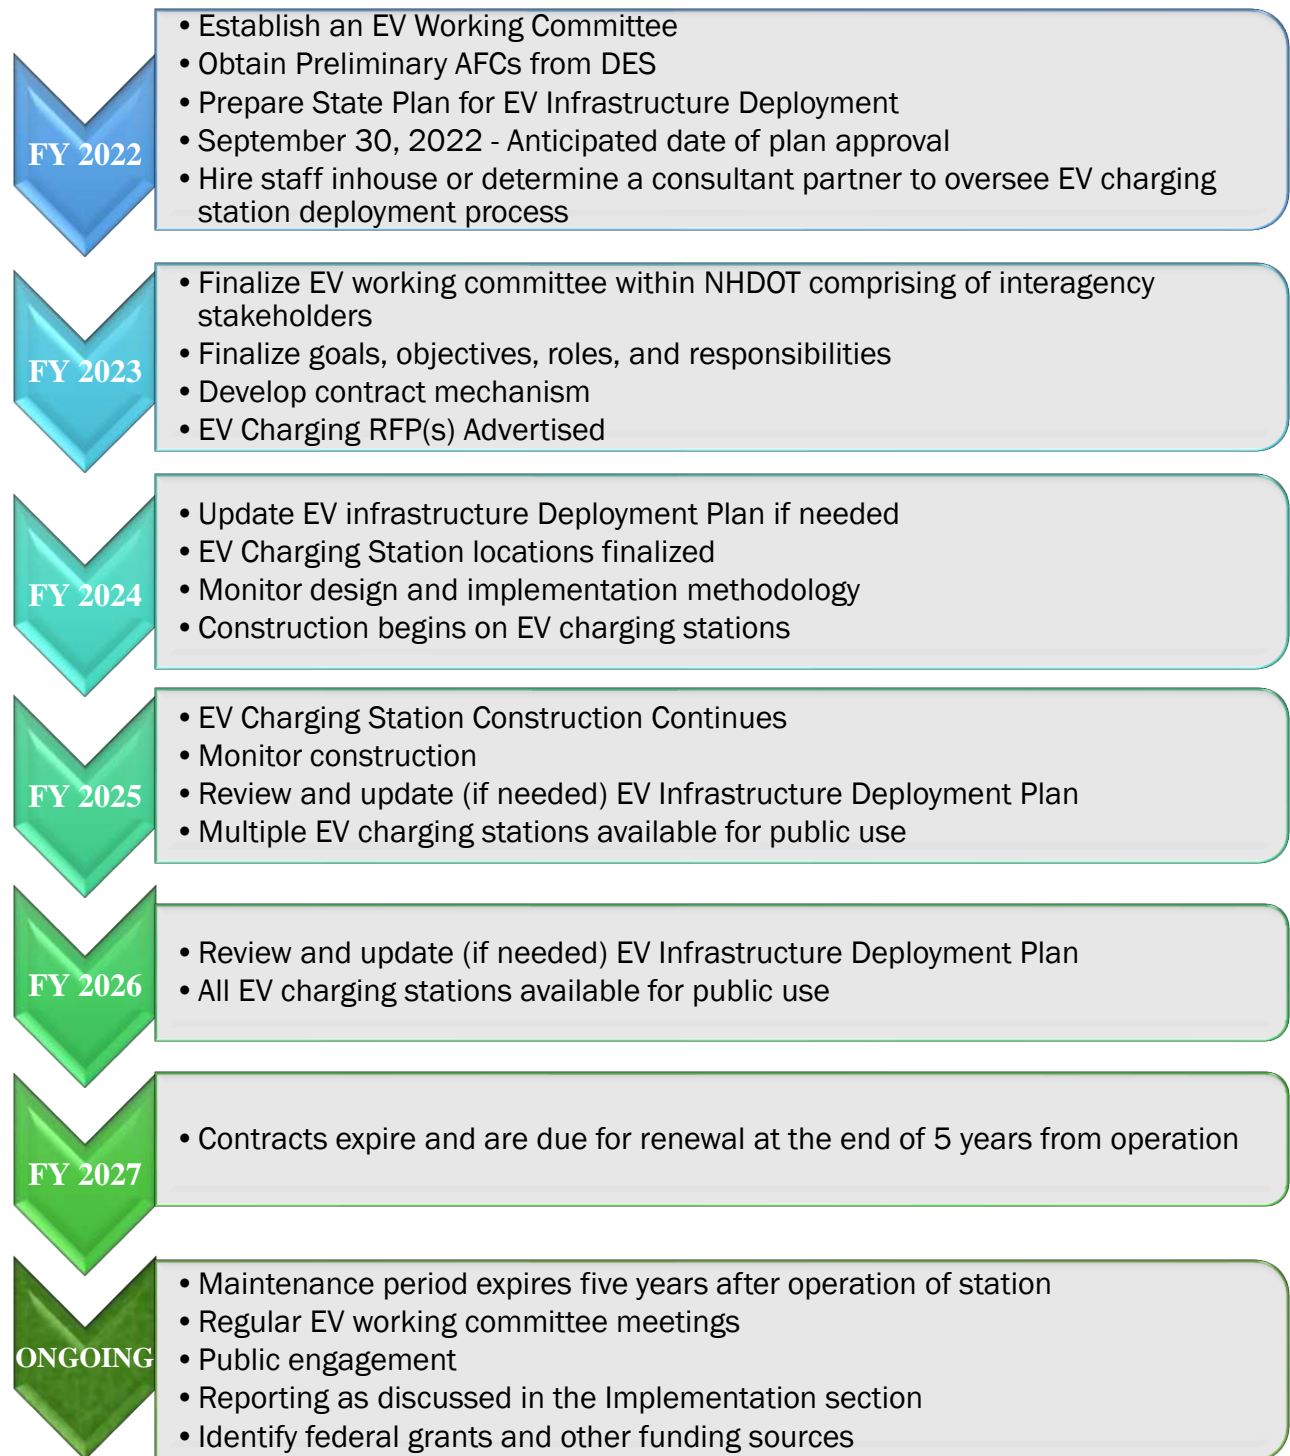 FY 2022
• Establish an EV Working Committee
• Obtain Preliminary AFCs from DES
• Prepare State Plan for EV Infrastructure Deployment
• September 30, 2022 - Anticipated date of plan approval
• Hire staff inhouse or determine a consultant partner to oversee EV charging
station deployment process
FY 2023
• Finalize EV working committee within NHDOT comprising of interagency
stakeholders
• Finalize goals, objectives, roles, and responsibilities
• Develop contract mechanism
• EV Charging RFP(s) Advertised
FY 2024
• Update EV infrastructure Deployment Plan if needed
• EV Charging Station locations finalized
• Monitor design and implementation methodology
• Construction begins on EV charging stations
FY 2025
• EV Charging Station Construction Continues
• Monitor construction
• Review and update (if needed) EV Infrastructure Deployment Plan
• Multiple EV charging stations available for public use
FY 2026
• Review and update (if needed) EV Infrastructure Deployment Plan
• All EV charging stations available for public use
FY 2027
• Contracts expire and are due for renewal at the end of 5 years from operation
ONGOING
• Maintenance period expires five years after operation of station
• Regular EV working committee meetings
• Public engagement
• Reporting as discussed in the Implementation section
• Identify federal grants and other funding sources